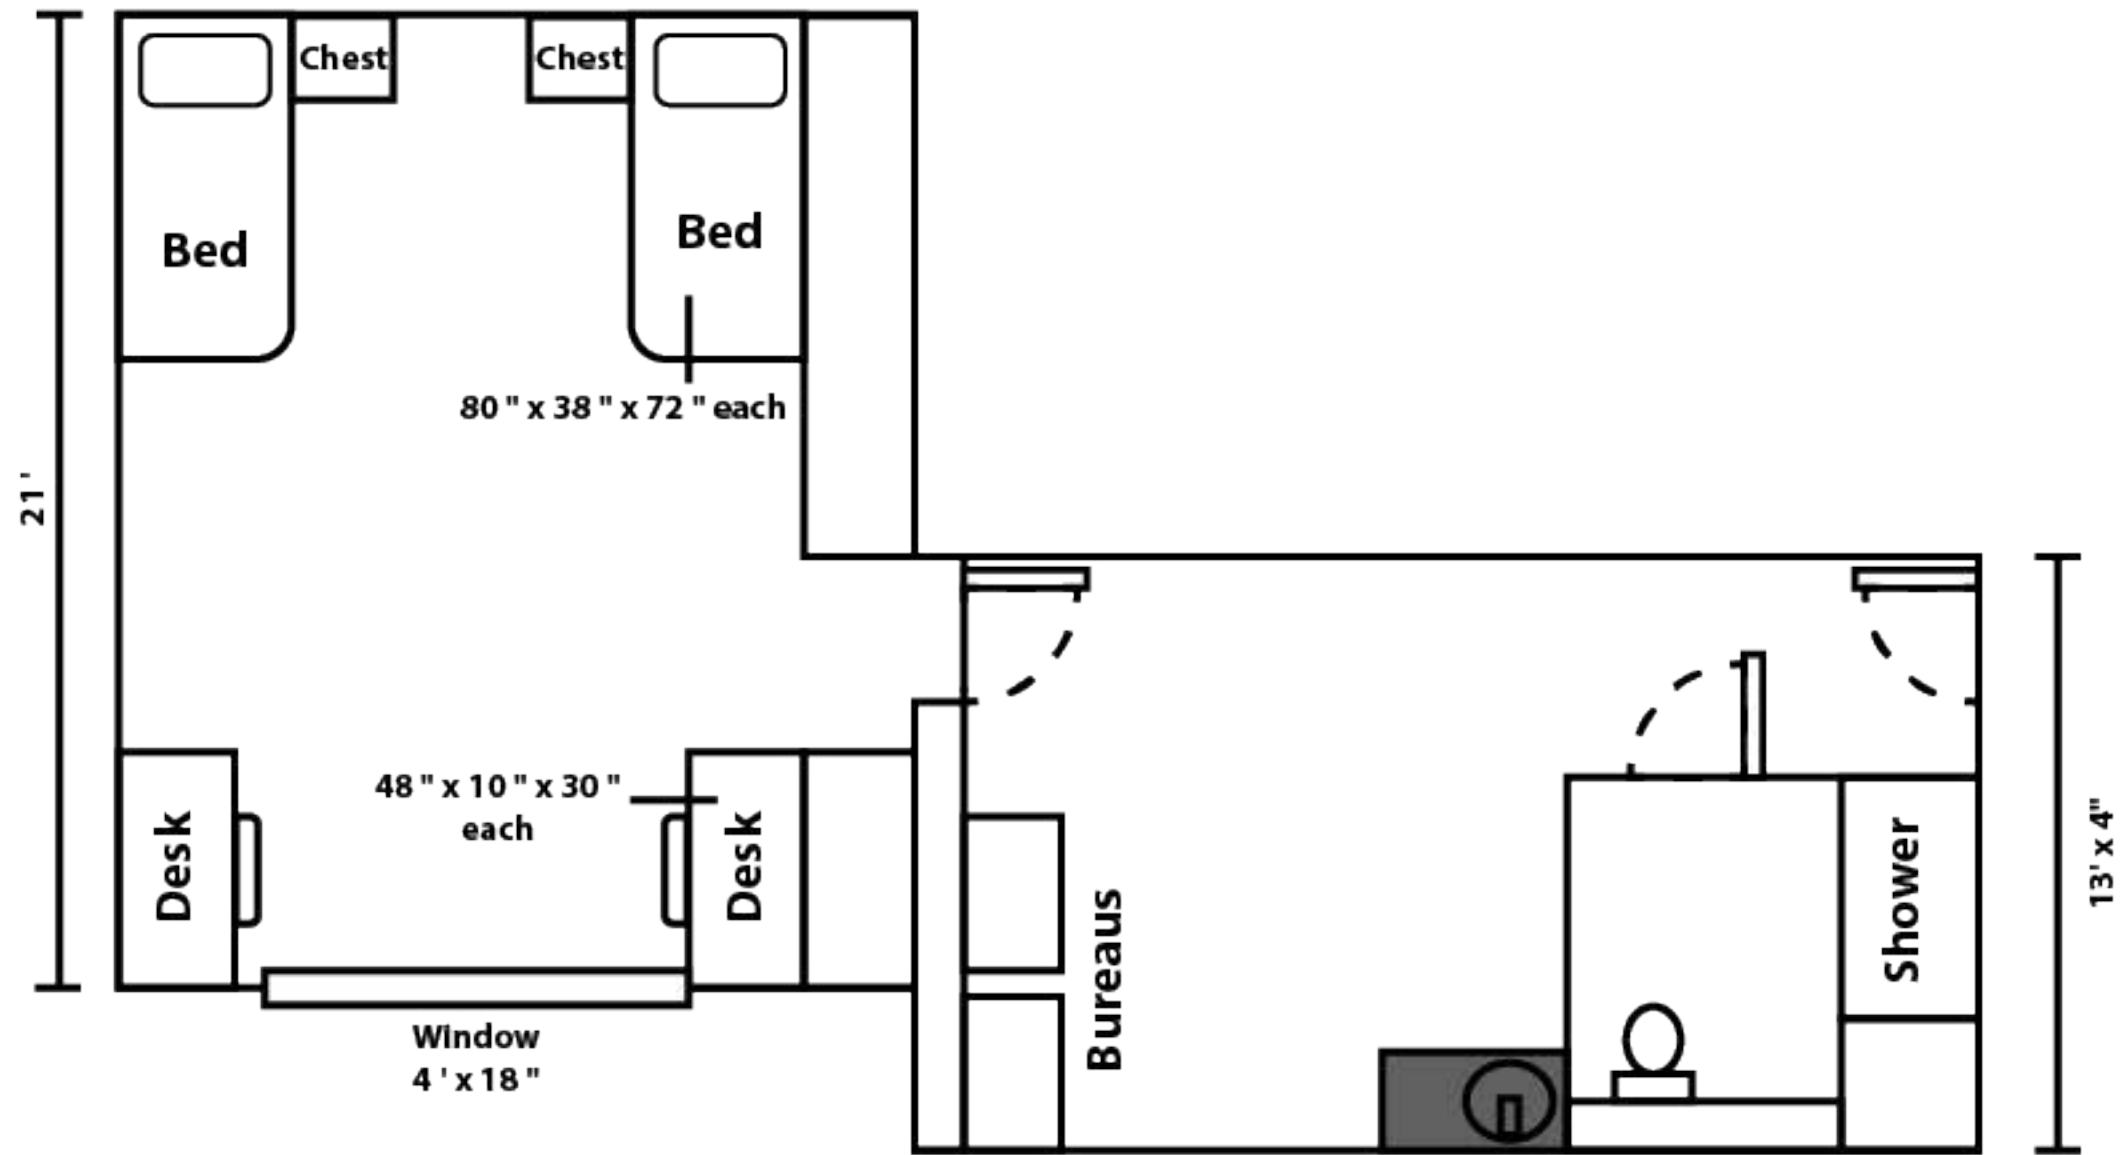 Chest
Chest
Bed
Bed
80 " x 38 " x 72 " each
21 '
48 " x 10 " x 30 "
each
Desk
Desk
Window
4 ' x 18 "
Bureaus
Shower
13' x 4"